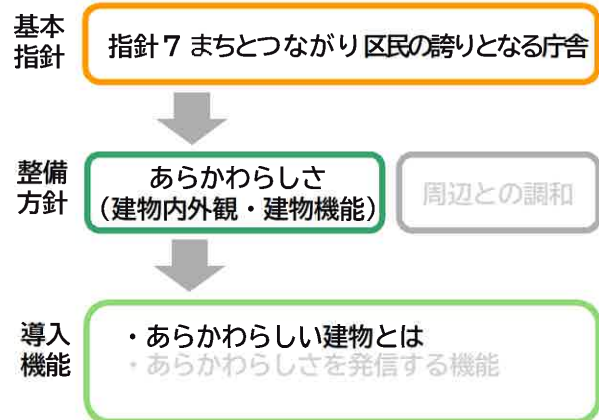 基本
指針
指針7 まちとつながり区民の誇りとなる庁舎
整備
方針
あらかわらしさ
(建物内外観・建物機能)
周辺との調和
導入
機能
・あらかわらしい建物とは
・あらかわらしさを発信する機能